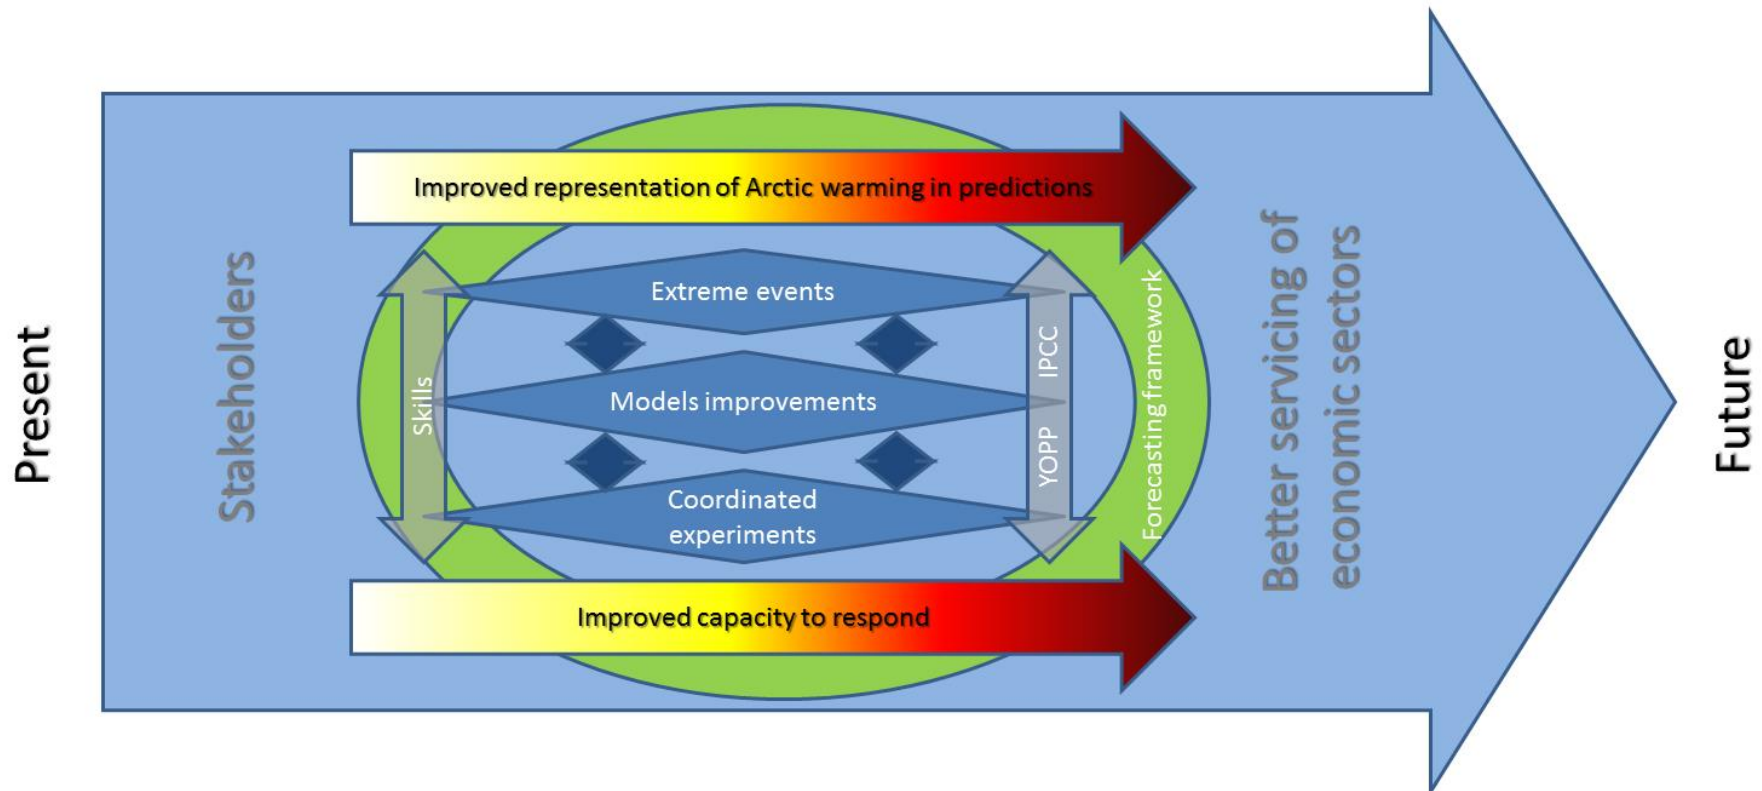 Present
Stakeholders
Improved representation of Arctic warming in predictions
Extreme events
Skills
Models improvements
YOPP IPCC
Forecasting framework
Coordinated
experiments
Improved capacity to respond
Better servicing of
economic sectors
Future